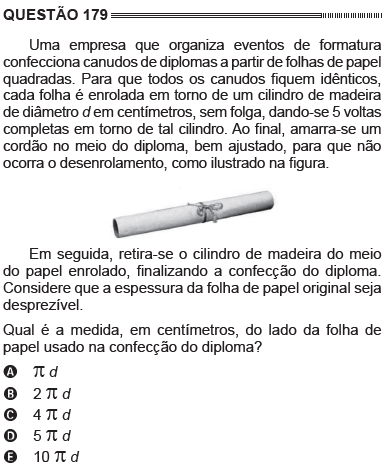 QUESTÃO 179
Uma empresa que organiza eventos de formatura
confecciona canudos de diplomas a partir de folhas de papel
quadradas. Para que todos os canudos fiquem idênticos,
cada folha é enrolada em torno de um cilindro de madeira
de diâmetro d em centímetros, sem folga, dando-se 5 voltas
completas em torno de tal cilindro. Ao final, amarra-se um
cordão no meio do diploma, bem ajustado, para que não
ocorra o desenrolamento, como ilustrado na figura.
Em seguida, retira-se o cilindro de madeira do meio
do papel enrolado, finalizando a confecção do diploma.
Considere que a espessura da folha de papel original seja
desprezível.
Qual é a medida, em centímetros, do lado da folha de
papel usado na confecção do diploma?
A π d
B 2 π d
C 4 π d
D 5 π d
E 10 π d